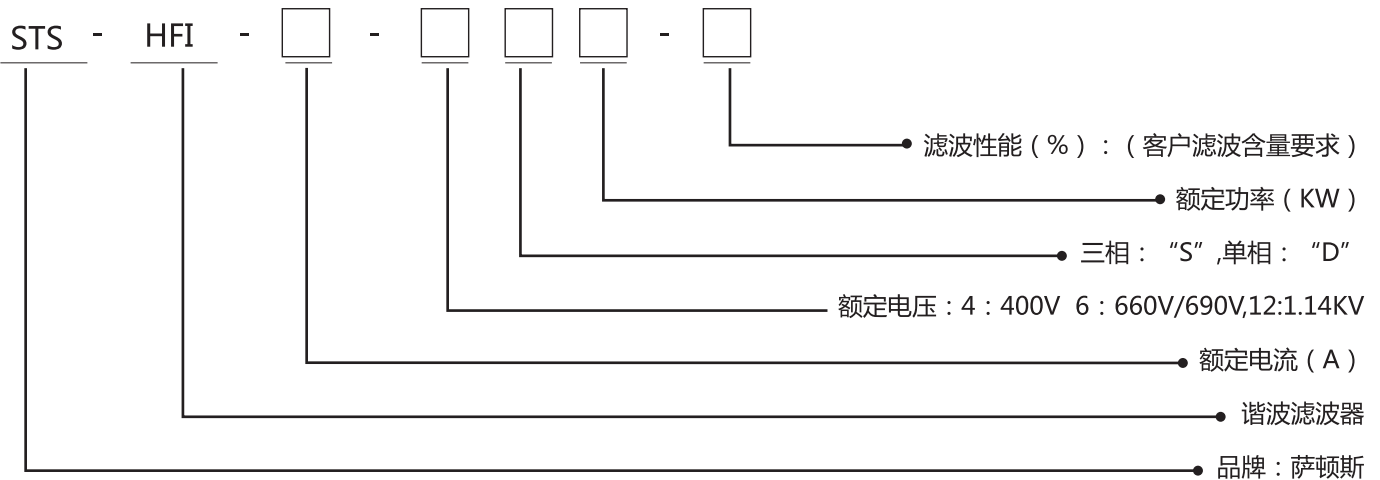 STS - HFI - □ - □ □ □ - □
滤波性能（%）：（客户滤波含量要求）
额定功率（KW）
三相：“S”,单相：“D”
额定电压：4：400V 6：660V/690V,12:1.14KV
额定电流（A）
谐波滤波器
品牌：萨顿斯